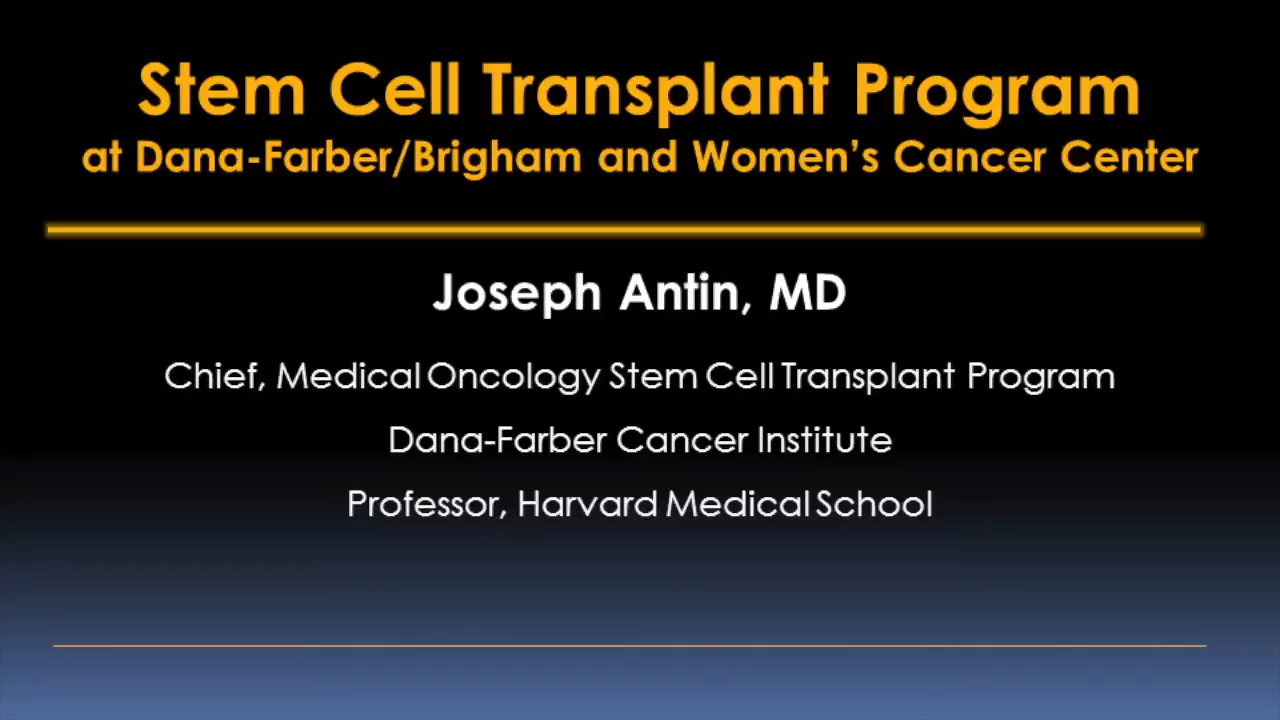 Stem Cell Transplant Program
at Dana-Farber/Brigham and Women’s Cancer Center
Joseph Antin, MD
Chief, Medical Oncology Stem Cell Transplant Program
Dana-Farber Cancer Institute
Professor, Harvard Medical School